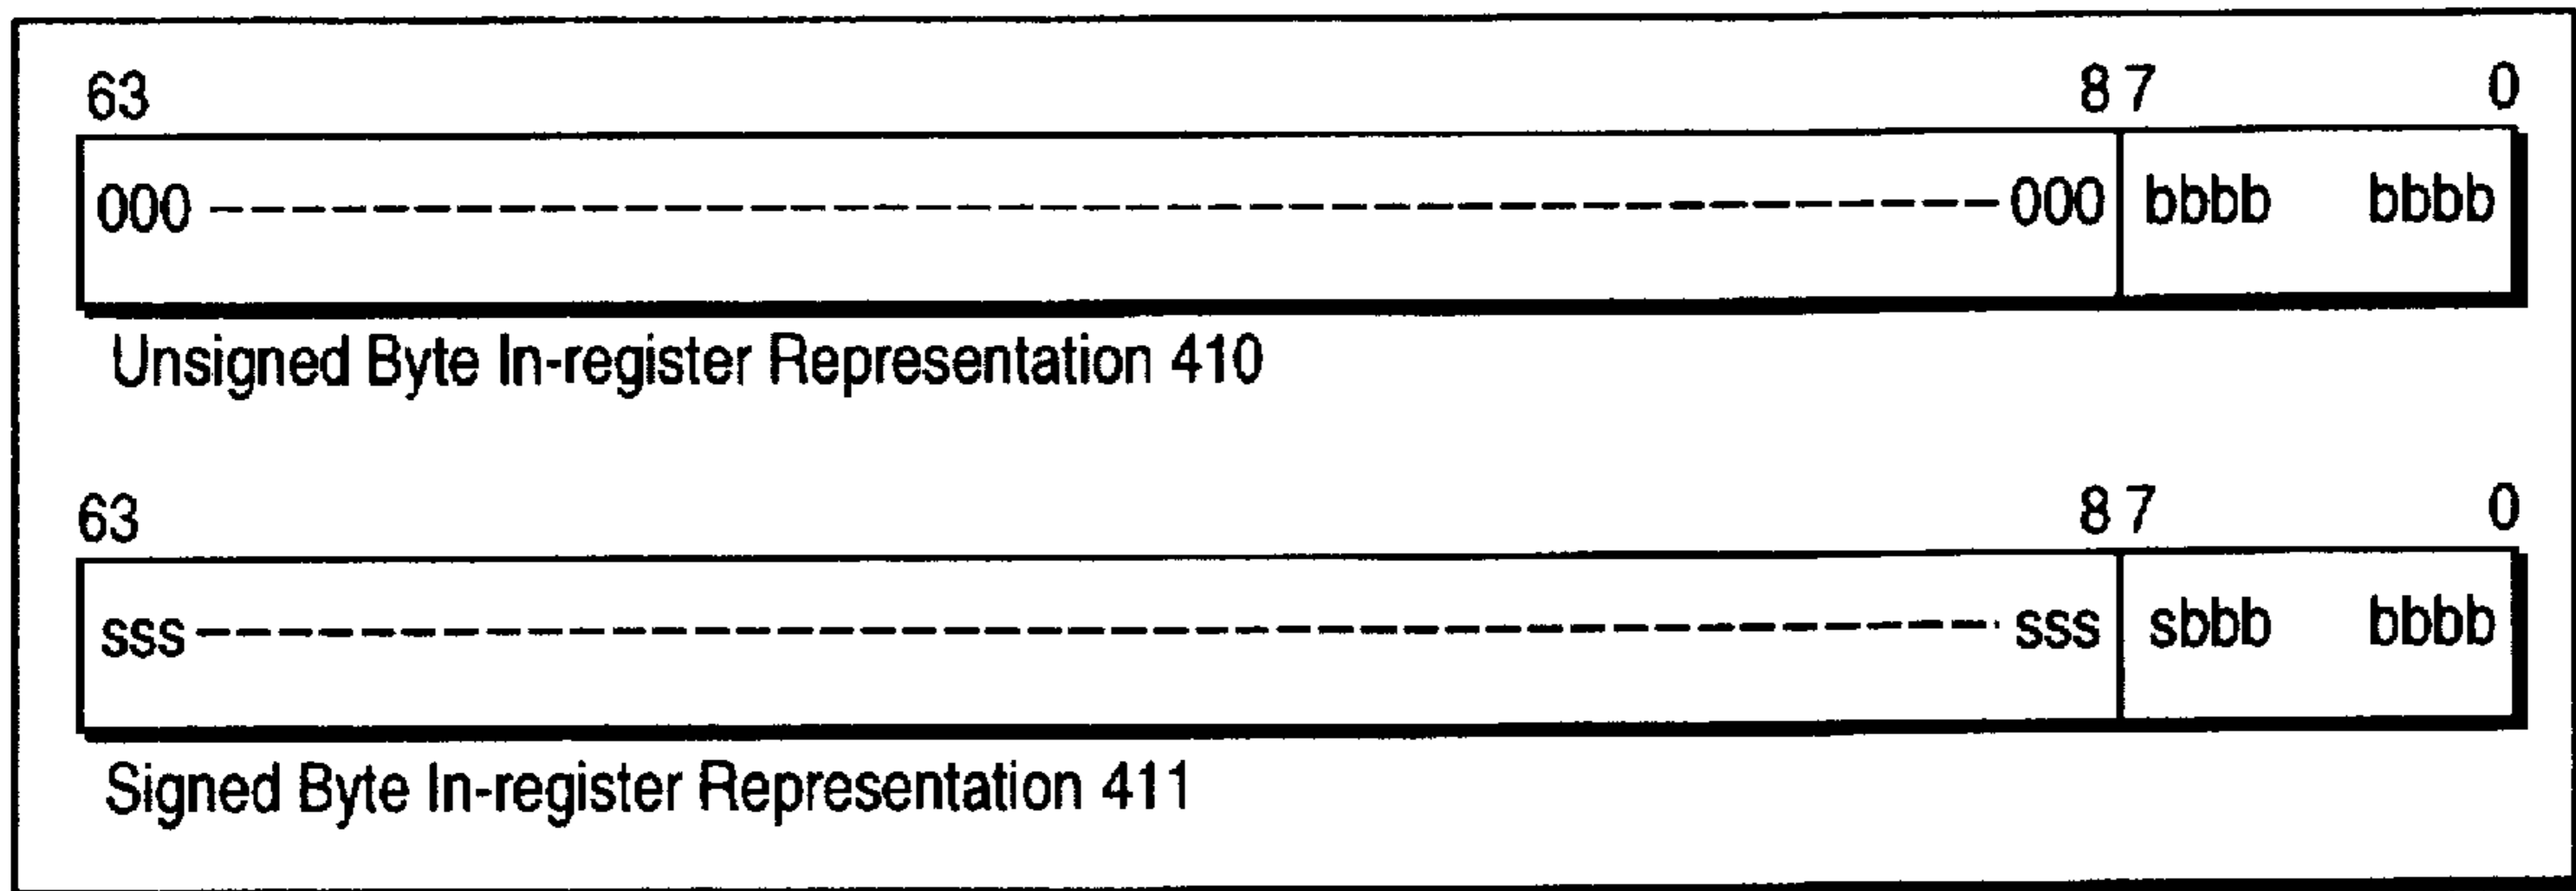 63 8 7 0
000 000 bbbb bbbb
Unsigned Byte In-register Representation 410
63 8 7 0
sss sss sbbb bbbb
Signed Byte In-register Representation 411